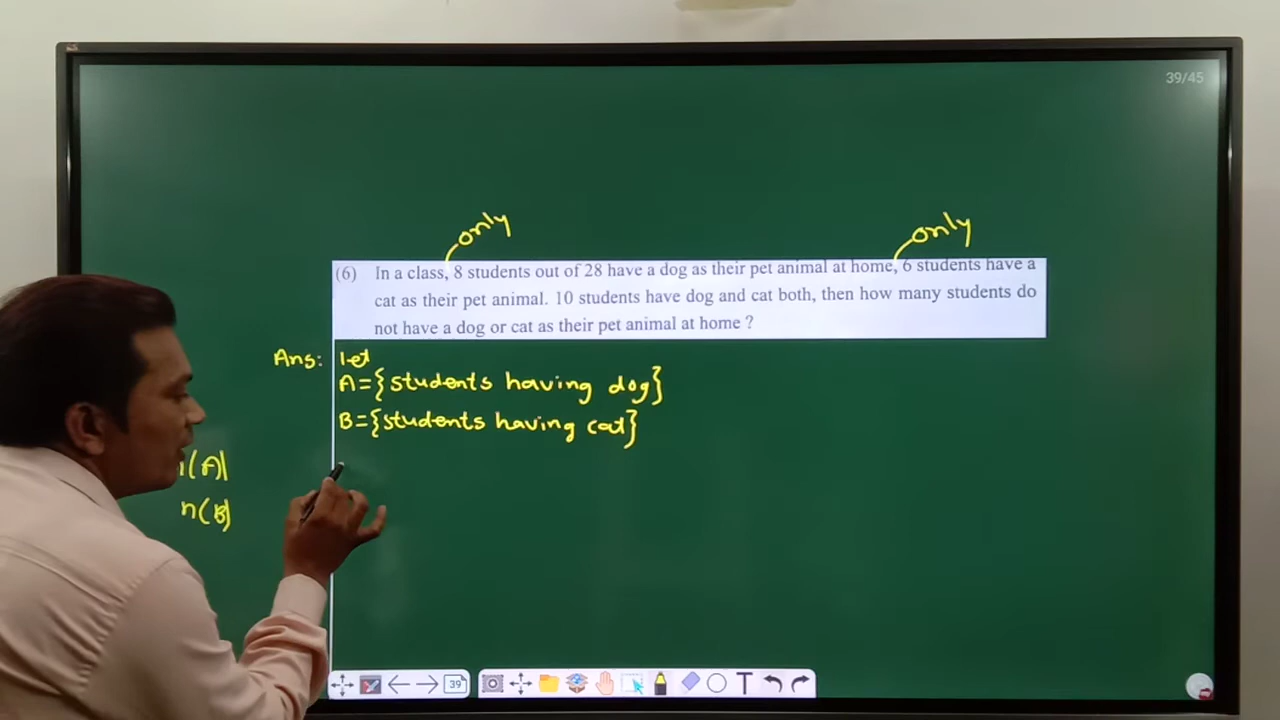 39/45
only only
(6) In a class, 8 students out of 28 have a dog as their pet animal at home, 6 students have a
cat as their pet animal. 10 students have dog and cat both, then how many students do
not have a dog or cat as their pet animal at home ?
Ans: let
A={students having dog}
B={students having cat}
(A)
n(B)
39
T